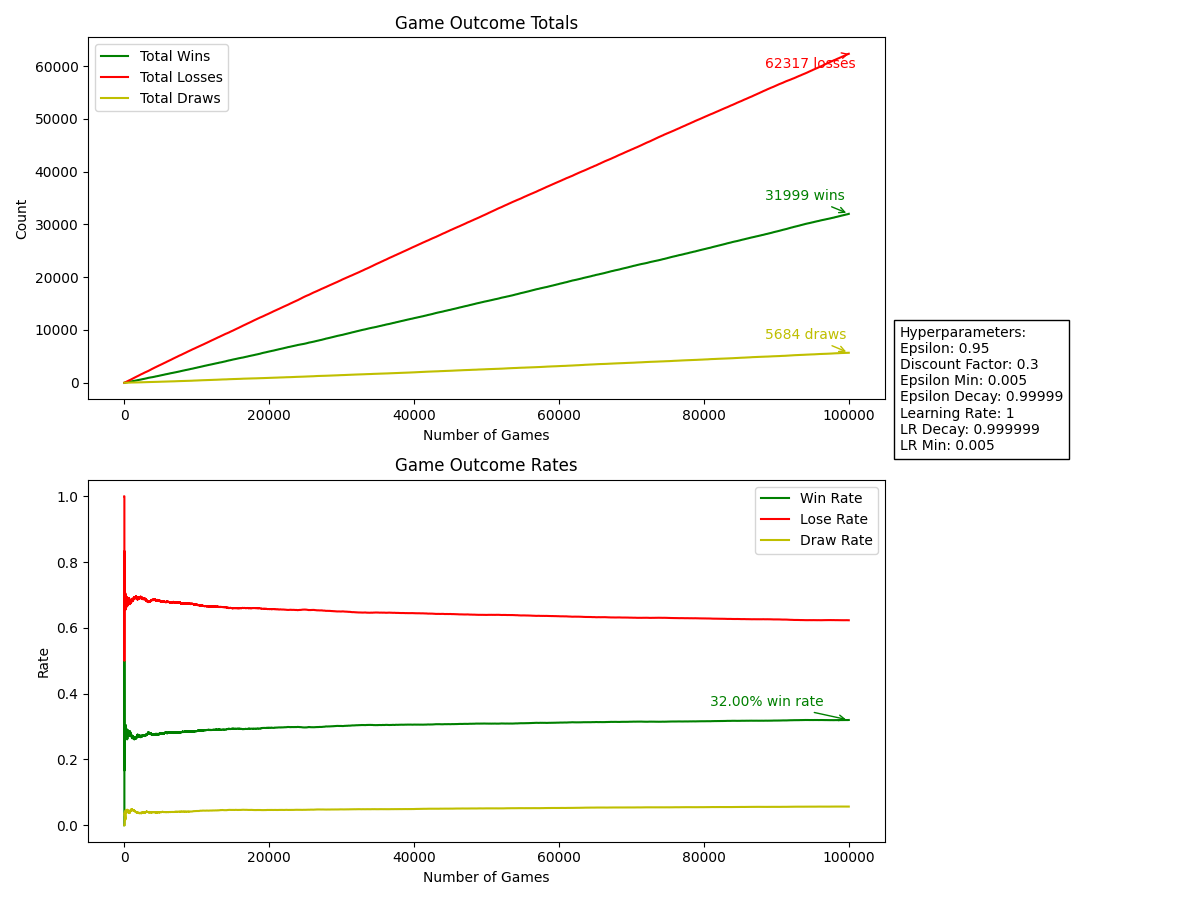 Game Outcome Totals
Total Wins
Total Losses
Total Draws
62317 losses
31999 wins
5684 draws
60000
50000
40000
30000
20000
10000
0
Count
0 20000 40000 60000 80000 100000
Number of Games
Hyperparameters:
Epsilon: 0.95
Discount Factor: 0.3
Epsilon Min: 0.005
Epsilon Decay: 0.99999
Learning Rate: 1
LR Decay: 0.999999
LR Min: 0.005
Game Outcome Rates
Win Rate
Lose Rate
Draw Rate
32.00% win rate
1.0
0.8
0.6
0.4
0.2
0.0
Rate
0 20000 40000 60000 80000 100000
Number of Games